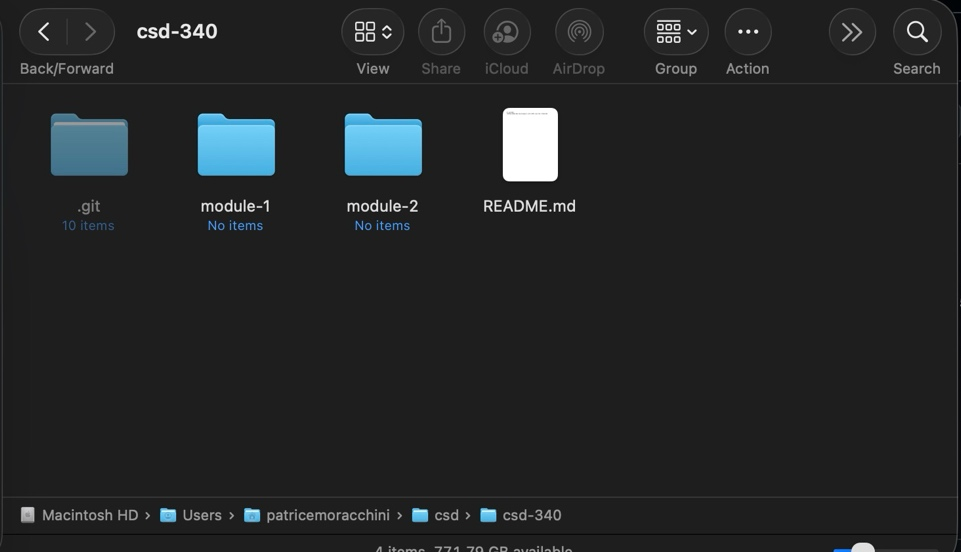 csd-340
Back/Forward View Share iCloud AirDrop Group Action Search
.git module-1 module-2 README.md
10 items No items No items
Macintosh HD › Users › patricemoracchini › csd › csd-340
4 items, 771.79 GB available